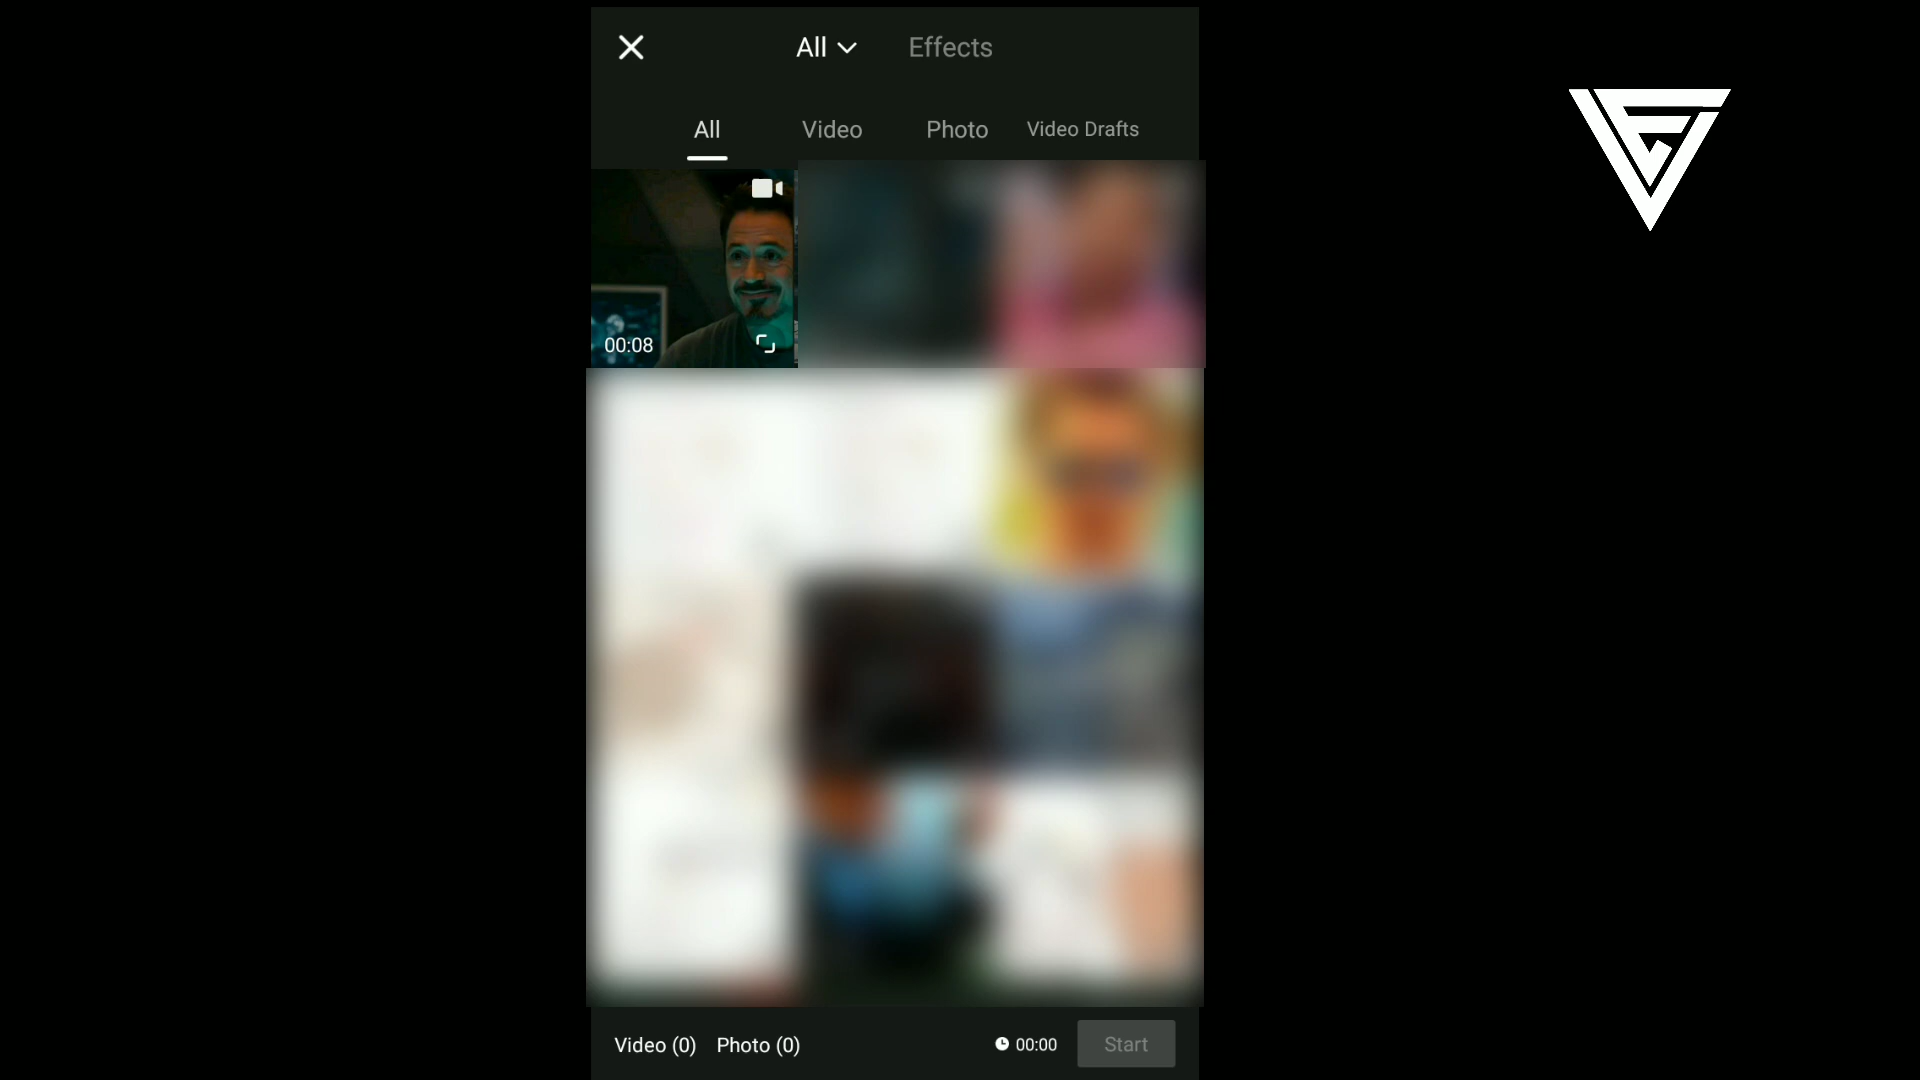 All
Effects
All
Video
Photo
Video Drafts
00:08
Video (0)
Photo (0)
00:00
Start